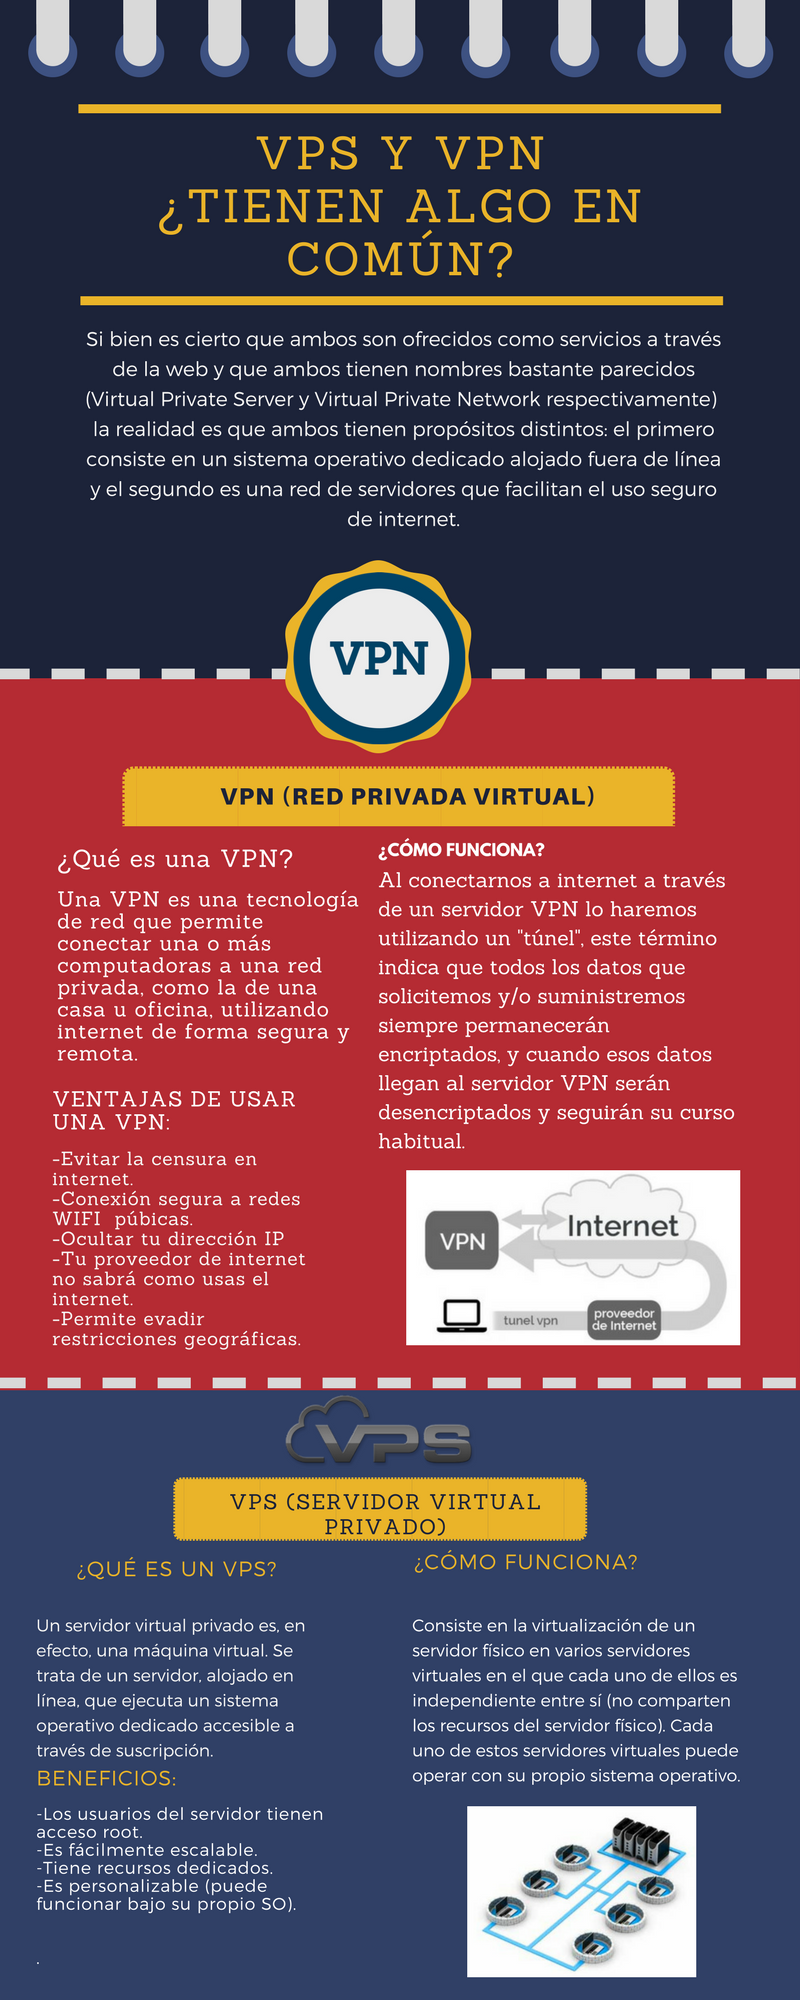 VPS Y VPN
¿TIENEN ALGO EN
COMÚN?
Si bien es cierto que ambos son ofrecidos como servicios a través
de la web y que ambos tienen nombres bastante parecidos
(Virtual Private Server y Virtual Private Network respectivamente)
la realidad es que ambos tienen propósitos distintos: el primero
consiste en un sistema operativo dedicado alojado fuera de línea
y el segundo es una red de servidores que facilitan el uso seguro
de internet.
VPN
VPN (RED PRIVADA VIRTUAL)
¿Qué es una VPN?
Una VPN es una tecnología
de red que permite
conectar una o más
computadoras a una red
privada, como la de una
casa u oficina, utilizando
internet de forma segura y
remota.
VENTAJAS DE USAR
UNA VPN:
-Evitar la censura en
internet.
-Conexión segura a redes
WIFI púbicas.
-Ocultar tu dirección IP
-Tu proveedor de internet
no sabrá como usas el
internet.
-Permite evadir
restricciones geográficas.
¿CÓMO FUNCIONA?
Al conectarnos a internet a través
de un servidor VPN lo haremos
utilizando un "túnel", este término
indica que todos los datos que
solicitemos y/o suministremos
siempre permanecerán
encriptados, y cuando esos datos
llegan al servidor VPN serán
desencriptados y seguirán su curso
habitual.
VPN
Internet
tunel vpn
proveedor
de Internet
VPS
VPS (SERVIDOR VIRTUAL
PRIVADO)
¿QUÉ ES UN VPS?
Un servidor virtual privado es, en
efecto, una máquina virtual. Se
trata de un servidor, alojado en
línea, que ejecuta un sistema
operativo dedicado accesible a
través de suscripción.
BENEFICIOS:
-Los usuarios del servidor tienen
acceso root.
-Es fácilmente escalable.
-Tiene recursos dedicados.
-Es personalizable (puede
funcionar bajo su propio SO).
.
¿CÓMO FUNCIONA?
Consiste en la virtualización de un
servidor físico en varios servidores
virtuales en el que cada uno de ellos es
independiente entre sí (no comparten
los recursos del servidor físico). Cada
uno de estos servidores virtuales puede
operar con su propio sistema operativo.